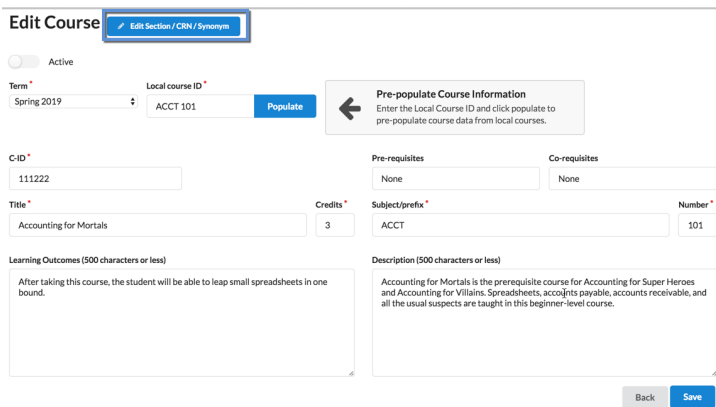 Edit Course
Edit Section / CRN / Synonym
Active
Term *
Local course ID *
Spring 2019
ACCT 101
Populate
Pre-populate Course Information
Enter the Local Course ID and click populate to
pre-populate course data from local courses.
C-ID *
Pre-requisites
Co-requisites
111222
None
None
Title *
Credits *
Subject/prefix *
Number *
Accounting for Mortals
3
ACCT
101
Learning Outcomes (500 characters or less)
Description (500 characters or less)
After taking this course, the student will be able to leap small spreadsheets in one
bound.
Accounting for Mortals is the prerequisite course for Accounting for Super Heroes
and Accounting for Villains. Spreadsheets, accounts payable, accounts receivable, and
all the usual suspects are taught in this beginner-level course.
Back
Save